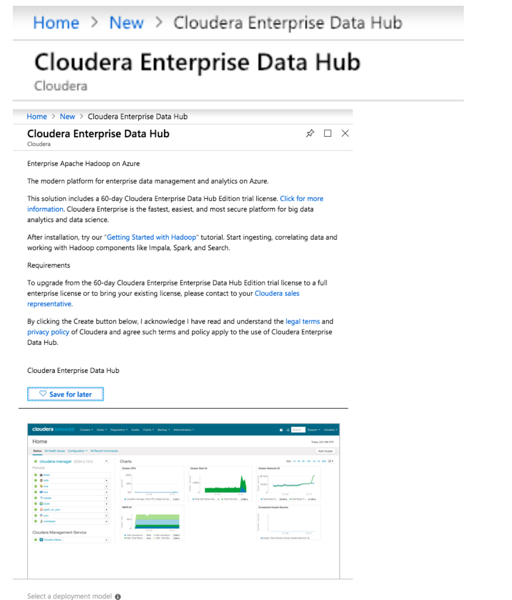 Home > New > Cloudera Enterprise Data Hub
Cloudera Enterprise Data Hub
Cloudera
Home > New > Cloudera Enterprise Data Hub
Cloudera Enterprise Data Hub
Cloudera
Enterprise Apache Hadoop on Azure
The modern platform for enterprise data management and analytics on Azure.
This solution includes a 60-day Cloudera Enterprise Data Hub Edition trial license. Click for more
information. Cloudera Enterprise is the fastest, easiest, and most secure platform for big data
analytics and data science.
After installation, try our "Getting Started with Hadoop" tutorial. Start ingesting, correlating data and
working with Hadoop components like Impala, Spark, and Search.
Requirements
To upgrade from the 60-day Cloudera Enterprise Enterprise Data Hub Edition trial license to a full
enterprise license or to bring your existing license, please contact to your Cloudera sales
representative.
By clicking the Create button below, I acknowledge I have read and understand the legal terms and
privacy policy of Cloudera and agree such terms and policy apply to the use of Cloudera Enterprise
Data Hub.
Cloudera Enterprise Data Hub
Save for later
cloudera
Home
Status
cloudera manager
Charts
Cloudera Management Service
Select a deployment model